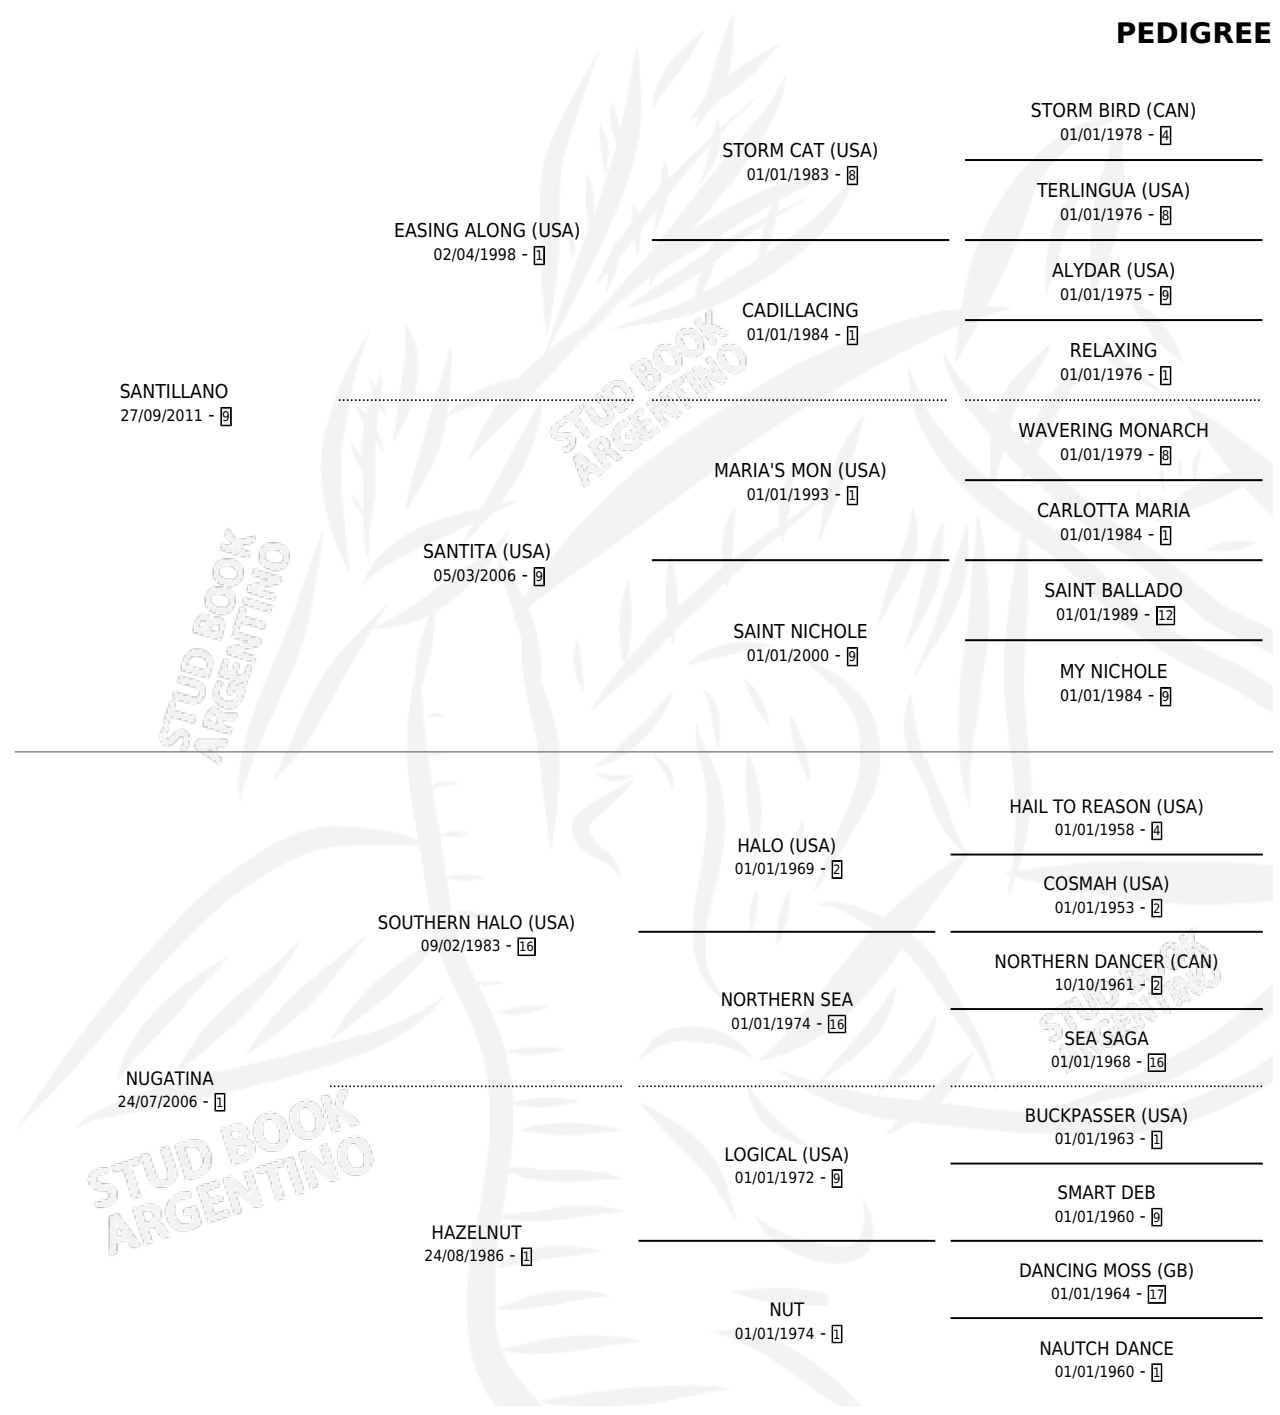 PEDIGREE
STORM BIRD (CAN)
01/01/1978 - 4
STORM CAT (USA)
01/01/1983 - 8
TERLINGUA (USA)
01/01/1976 - 8
EASING ALONG (USA)
02/04/1998 - 1
ALYDAR (USA)
01/01/1975 - 9
CADILLACING
01/01/1984 - 1
RELAXING
01/01/1976 - 1
SANTILLANO
27/09/2011 - 9
WAVERING MONARCH
01/01/1979 - 8
MARIA'S MON (USA)
01/01/1993 - 1
CARLOTTA MARIA
01/01/1984 - 1
SANTITA (USA)
05/03/2006 - 9
SAINT BALLADO
01/01/1989 - 12
SAINT NICHOLE
01/01/2000 - 9
MY NICHOLE
01/01/1984 - 9
STUD BOOK
ARGENTINO
STUD BOOK
ARGENTINO
HAIL TO REASON (USA)
01/01/1958 - 4
HALO (USA)
01/01/1969 - 2
COSMAH (USA)
01/01/1953 - 2
SOUTHERN HALO (USA)
09/02/1983 - 16
NORTHERN DANCER (CAN)
10/10/1961 - 2
NORTHERN SEA
01/01/1974 - 16
SEA SAGA
01/01/1968 - 16
NUGATINA
24/07/2006 - 1
BUCKPASSER (USA)
01/01/1963 - 1
LOGICAL (USA)
01/01/1972 - 9
SMART DEB
01/01/1960 - 9
HAZELNUT
24/08/1986 - 1
DANCING MOSS (GB)
01/01/1964 - 17
NUT
01/01/1974 - 1
NAUTCH DANCE
01/01/1960 - 1
STUD BOOK
ARGENTINO
STUD BOOK
ARGENTINO